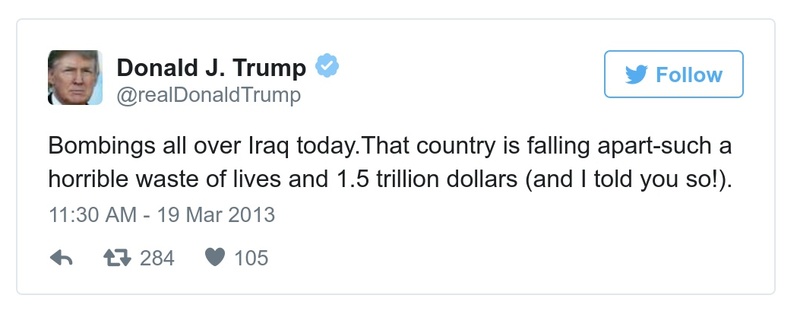 Donald J. Trump
@realDonaldTrump
Follow
Bombings all over Iraq today.That country is falling apart-such a
horrible waste of lives and 1.5 trillion dollars (and I told you so!).
11:30 AM - 19 Mar 2013
284 105